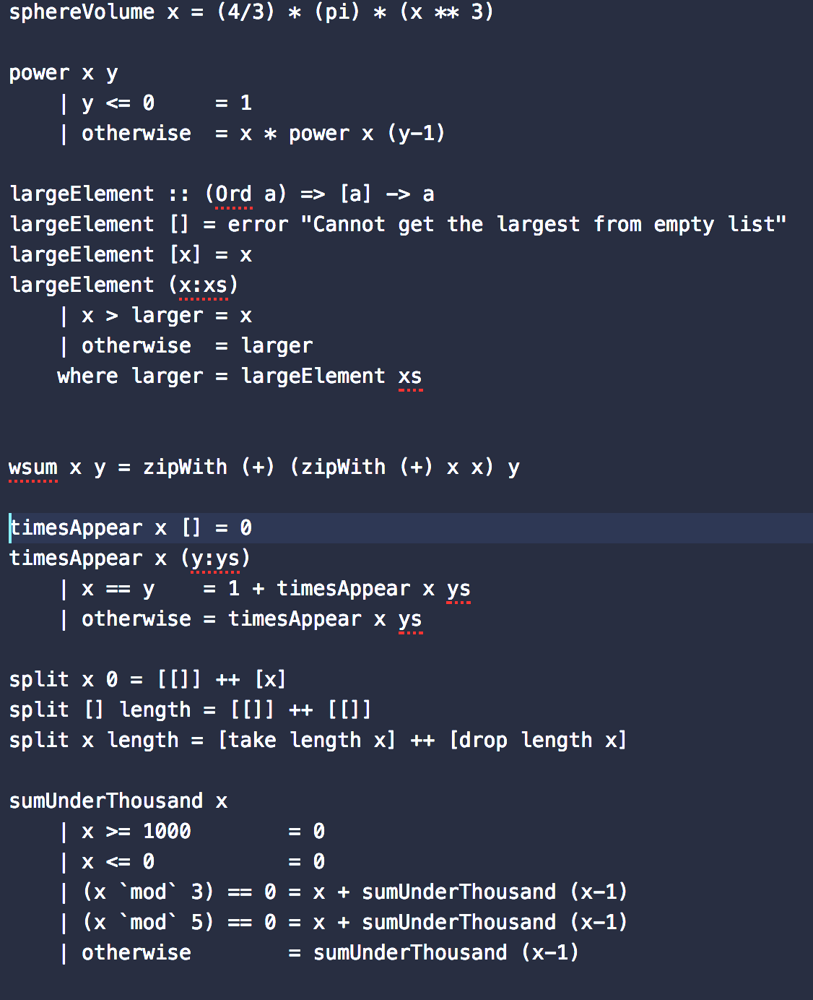 sphereVolume x = (4/3) * (pi) * (x ** 3)

power x y
    | y <= 0     = 1
    | otherwise  = x * power x (y-1)

largeElement :: (Ord a) => [a] -> a
largeElement [] = error "Cannot get the largest from empty list"
largeElement [x] = x
largeElement (x:xs)
    | x > larger = x
    | otherwise  = larger
    where larger = largeElement xs


wsum x y = zipWith (+) (zipWith (+) x x) y

timesAppear x [] = 0
timesAppear x (y:ys)
    | x == y    = 1 + timesAppear x ys
    | otherwise = timesAppear x ys

split x 0 = [[]] ++ [x]
split [] length = [[]] ++ [[]]
split x length = [take length x] ++ [drop length x]

sumUnderThousand x
    | x >= 1000        = 0
    | x <= 0           = 0
    | (x `mod` 3) == 0 = x + sumUnderThousand (x-1)
    | (x `mod` 5) == 0 = x + sumUnderThousand (x-1)
    | otherwise        = sumUnderThousand (x-1)